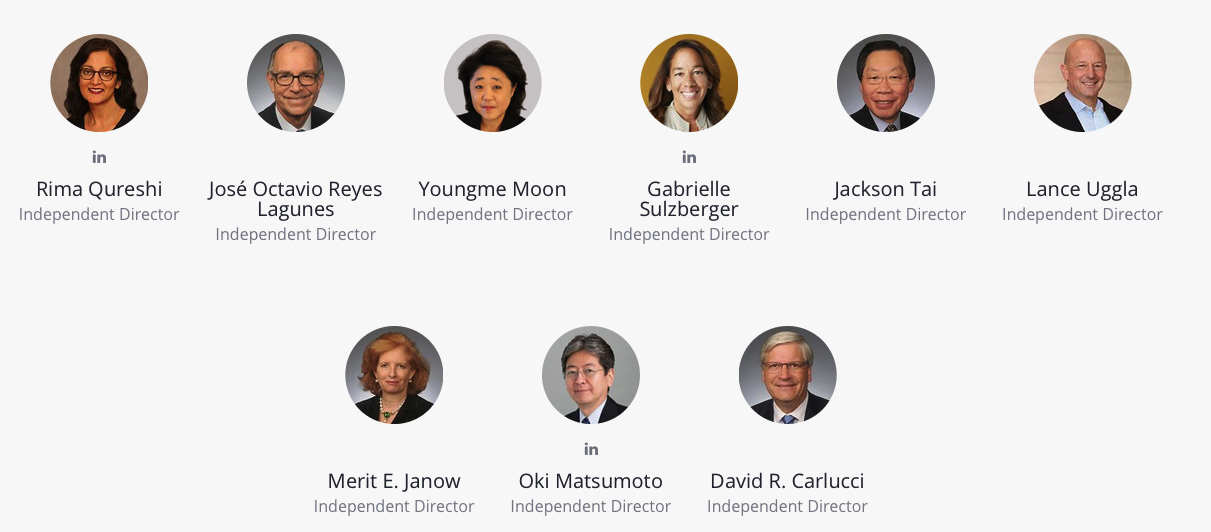 in
in
Rima Qureshi
José Octavio Reyes
Lagunes
Youngme Moon
Gabrielle
Sulzberger
Jackson Tai
Lance Uggla
Independent Director
Independent Director
Independent Director
Independent Director
Independent Director
Independent Director
in
Merit E. Janow
Oki Matsumoto
David R. Carlucci
Independent Director
Independent Director
Independent Director